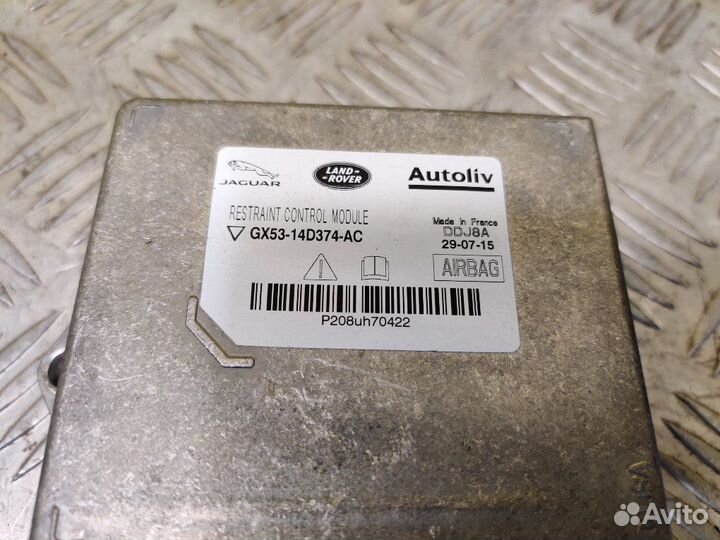 JAGUAR
LAND-
ROVER
Autoliv
RESTRAINT CONTROL MODULE
GX53-14D374-AC
Made in France
DDJ8A
29-07-15
AIRBAG
P208uh70422
Avito